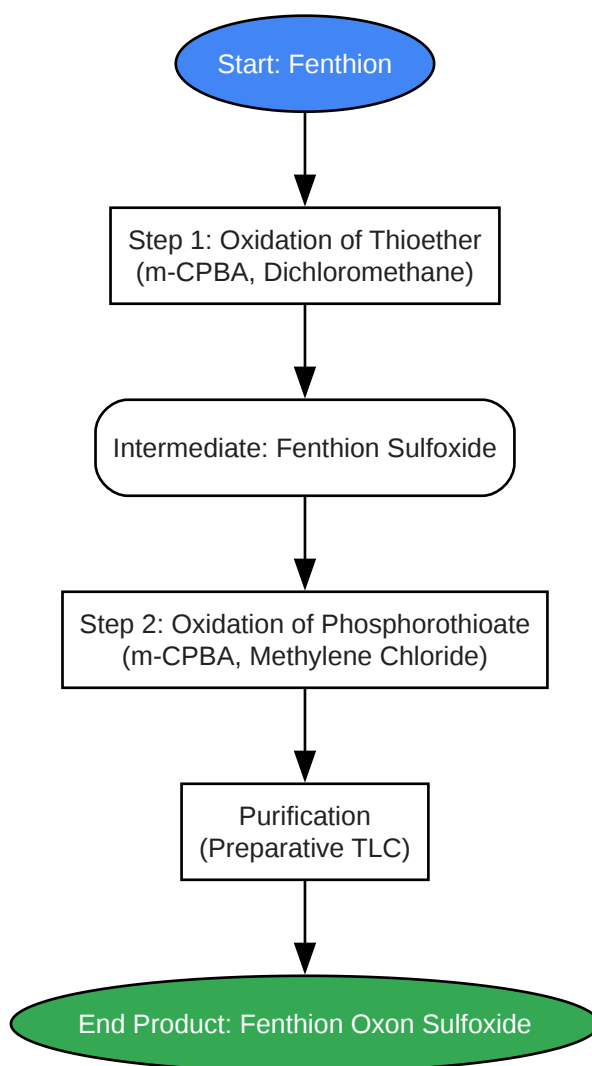 Start: Fenthion
Step 1: Oxidation of Thioether
(m-CPBA, Dichloromethane)
Intermediate: Fenthion Sulfoxide
Step 2: Oxidation of Phosphorothioate
(m-CPBA, Methylene Chloride)
Purification
(Preparative TLC)
End Product: Fenthion Oxon Sulfoxide